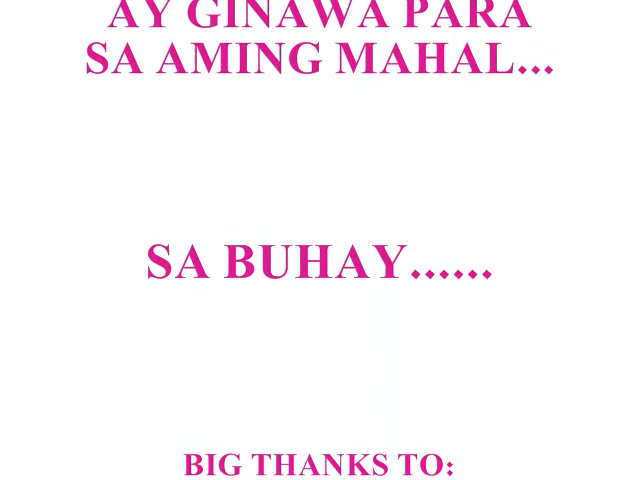 AY GINAWA PARA
SA AMING MAHAL...
SA BUHAY......
BIG THANKS TO: